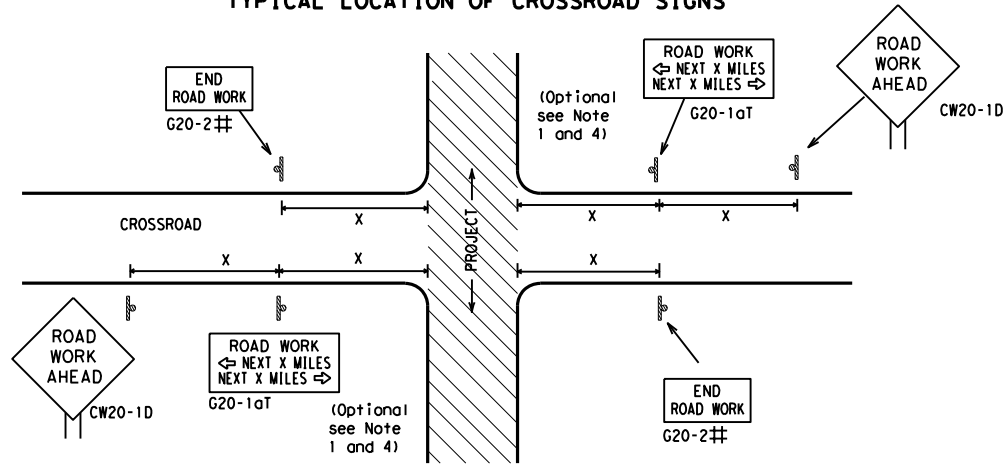 TYPICAL LOCATION OF CROSSROAD SIGNS
ROAD
WORK
AHEAD
CW20-1D
ROAD WORK
⇦ NEXT X MILES
NEXT X MILES ⇨
G20-1aT
(Optional
see Note
1 and 4)
END
ROAD WORK
G20-2#
X
X
X
CROSSROAD
PROJECT
X
X
X
ROAD
WORK
AHEAD
CW20-1D
ROAD WORK
⇦ NEXT X MILES
NEXT X MILES ⇨
G20-1aT
(Optional
see Note
1 and 4)
END
ROAD WORK
G20-2#